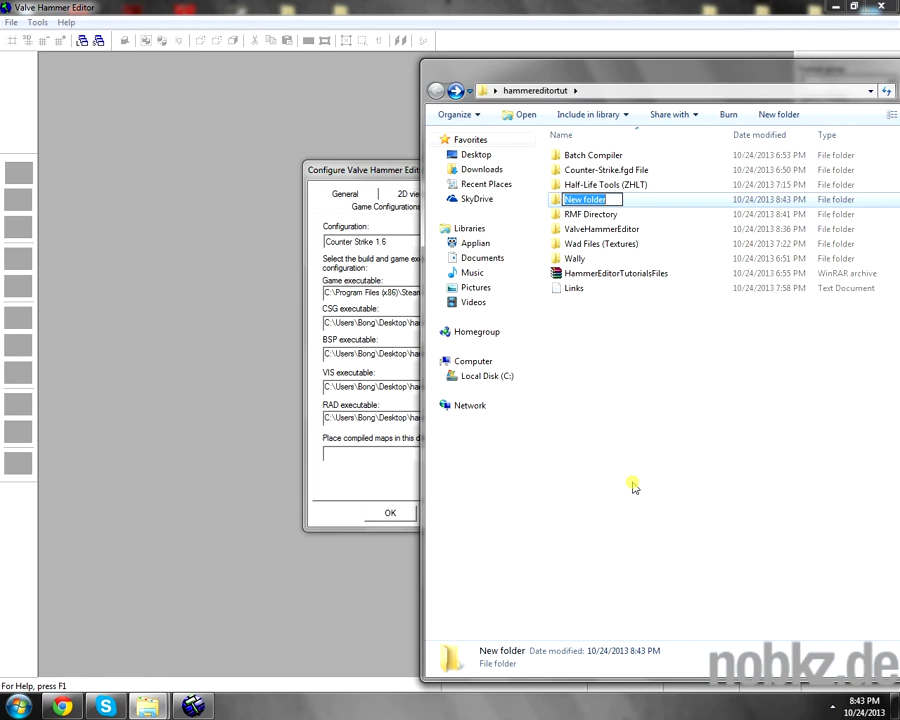 Valve Hammer Editor
File Tools Help
hammereditortut
Organize Open Include in library Share with Burn New folder
Name Date modified Type
Favorites
Desktop
Downloads
Recent Places
SkyDrive
Libraries
Applian
Documents
Music
Pictures
Videos
Homegroup
Computer
Local Disk (C:)
Network
Batch Compiler 10/24/2013 6:53 PM File folder
Counter-Strike.fgd File 10/24/2013 6:50 PM File folder
Half-Life Tools (ZHLT) 10/24/2013 7:15 PM File folder
New folder 10/24/2013 8:43 PM File folder
RMF Directory 10/24/2013 8:41 PM File folder
ValveHammerEditor 10/24/2013 8:36 PM File folder
Wad Files (Textures) 10/24/2013 7:22 PM File folder
Wally 10/24/2013 6:51 PM File folder
HammerEditorTutorialsFiles 10/24/2013 6:55 PM WinRAR archive
Links 10/24/2013 7:58 PM Text Document
Configure Valve Hammer Edit
General 2D vie
Game Configurations
Configuration:
Counter Strike 1.6
Select the build and game exe
configuration:
Game executable:
C:\Program Files (x86)\Stea
CSG executable:
C:\Users\Bong\Desktop\ha
BSP executable:
C:\Users\Bong\Desktop\ha
VIS executable:
C:\Users\Bong\Desktop\ha
RAD executable:
C:\Users\Bong\Desktop\ha
Place compiled maps in this d
OK
New folder Date modified: 10/24/2013 8:43 PM
File folder
nobkz.de
For Help, press F1
8:43 PM
10/24/2013